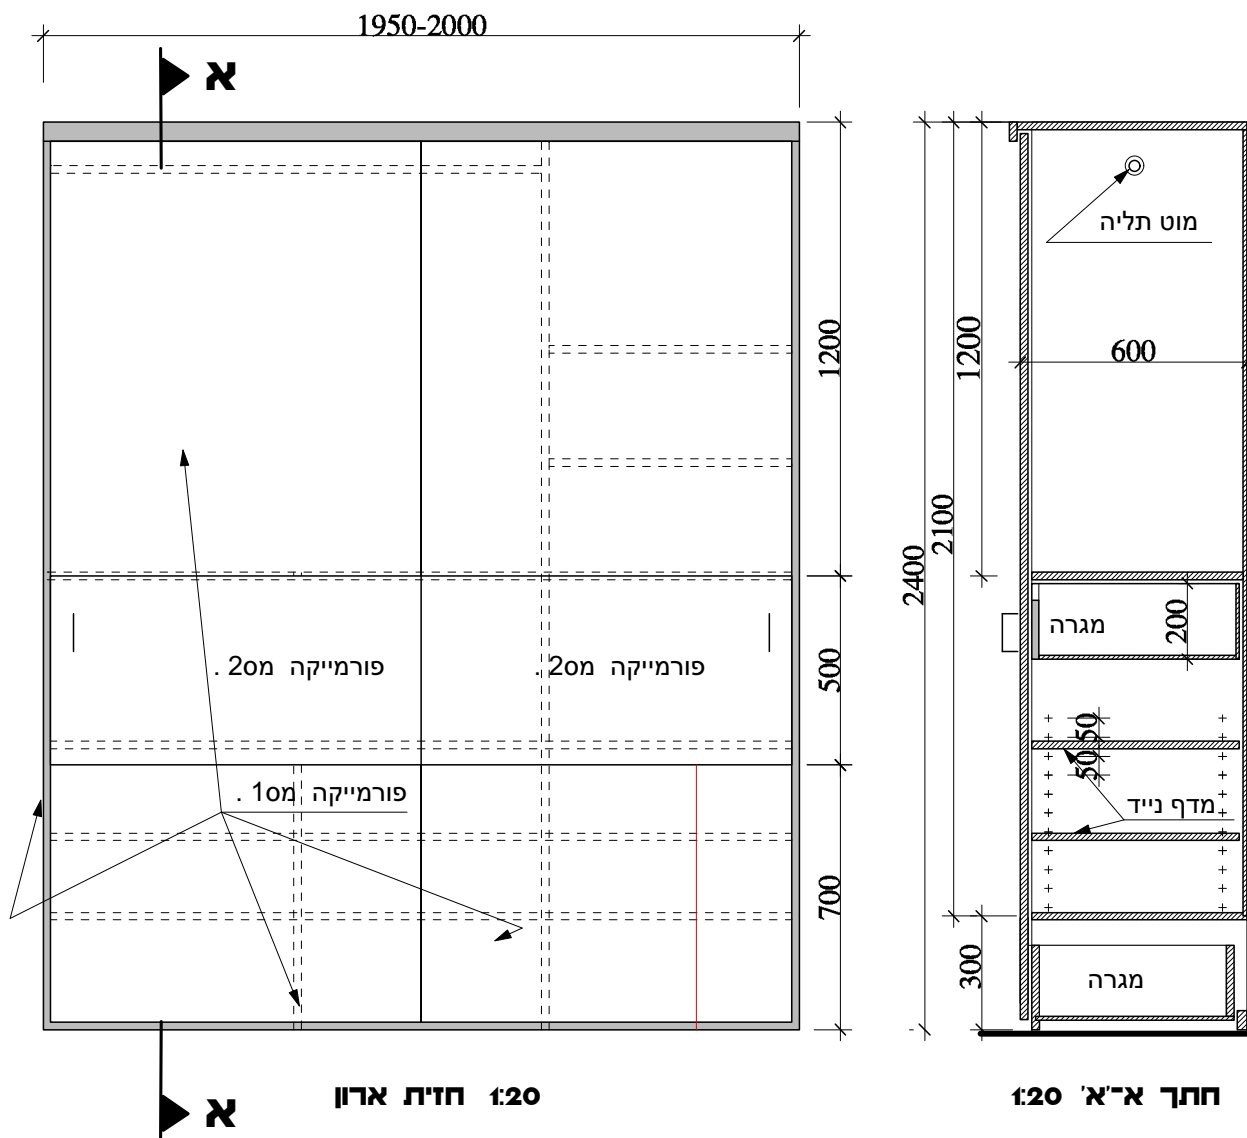 1950-2000
א
1200
500
700
פורמייקה מס2 .
פורמייקה מס2 .
פורמייקה מס1 .
א
חזית ארון 1:20
מוט תליה
600
1200
2100
2400
מגרה
200
50
50
מדף נייד
300
מגרה
חתך א-'א' 1:20